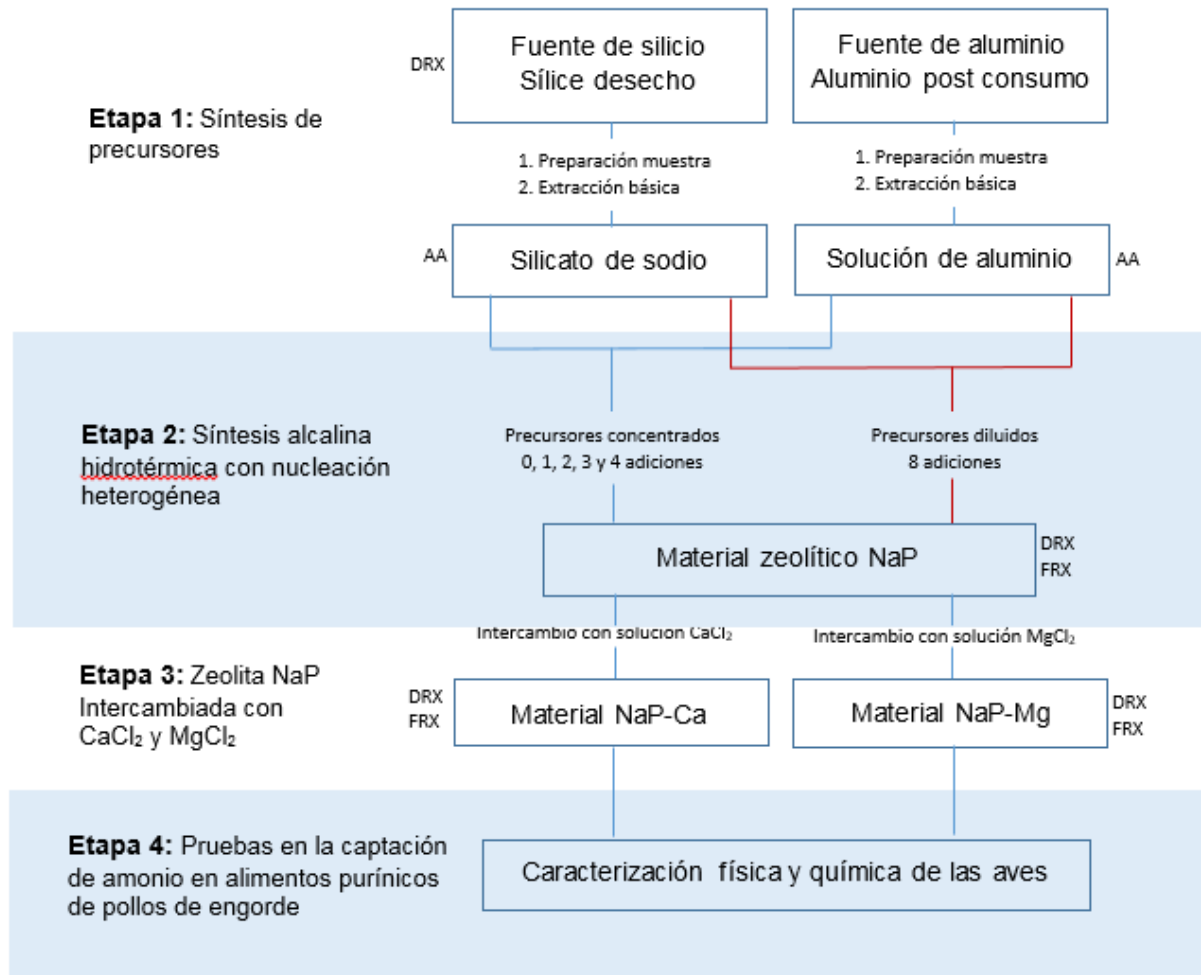 Fuente de silicio
Sílice desecho
DRX
Fuente de aluminio
Aluminio post consumo
Etapa 1: Síntesis de
precursores
1. Preparación muestra
2. Extracción básica
1. Preparación muestra
2. Extracción básica
AA
Silicato de sodio
Solución de aluminio
AA
Etapa 2: Síntesis alcalina
hidrotérmica con nucleación
heterogénea
Precursores concentrados
0, 1, 2, 3 y 4 adiciones
Precursores diluidos
8 adiciones
Material zeolítico NaP
DRX
FRX
Intercambio con solución CaCl₂
Intercambio con solución MgCl₂
Etapa 3: Zeolita NaP
Intercambiada con
CaCl₂ y MgCl₂
DRX
FRX
Material NaP-Ca
Material NaP-Mg
DRX
FRX
Etapa 4: Pruebas en la captación
de amonio en alimentos purínicos
de pollos de engorde
Caracterización física y química de las aves